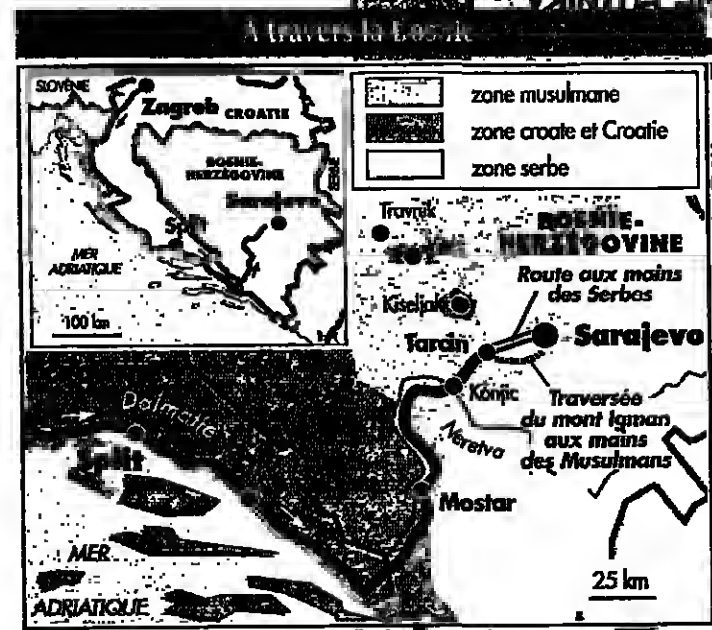 A travers la Bosnie
SLOVÉNIE
Zagreb
CROATIE
BOSNIE-
HERZÉGOVINE
SERBIE
Sarajevo
Split
MER
ADRIATIQUE
100 km
zone musulmane
zone croate et Croatie
zone serbe
Travnik
BOSNIE-
HERZÉGOVINE
Kiseljak
Route aux mains
des Serbes
Tarcin
Sarajevo
Konjic
Traversée
du mont Igman
aux mains
des Musulmans
Neretva
Dalmatie
Split
Mostar
MER
ADRIATIQUE
25 km